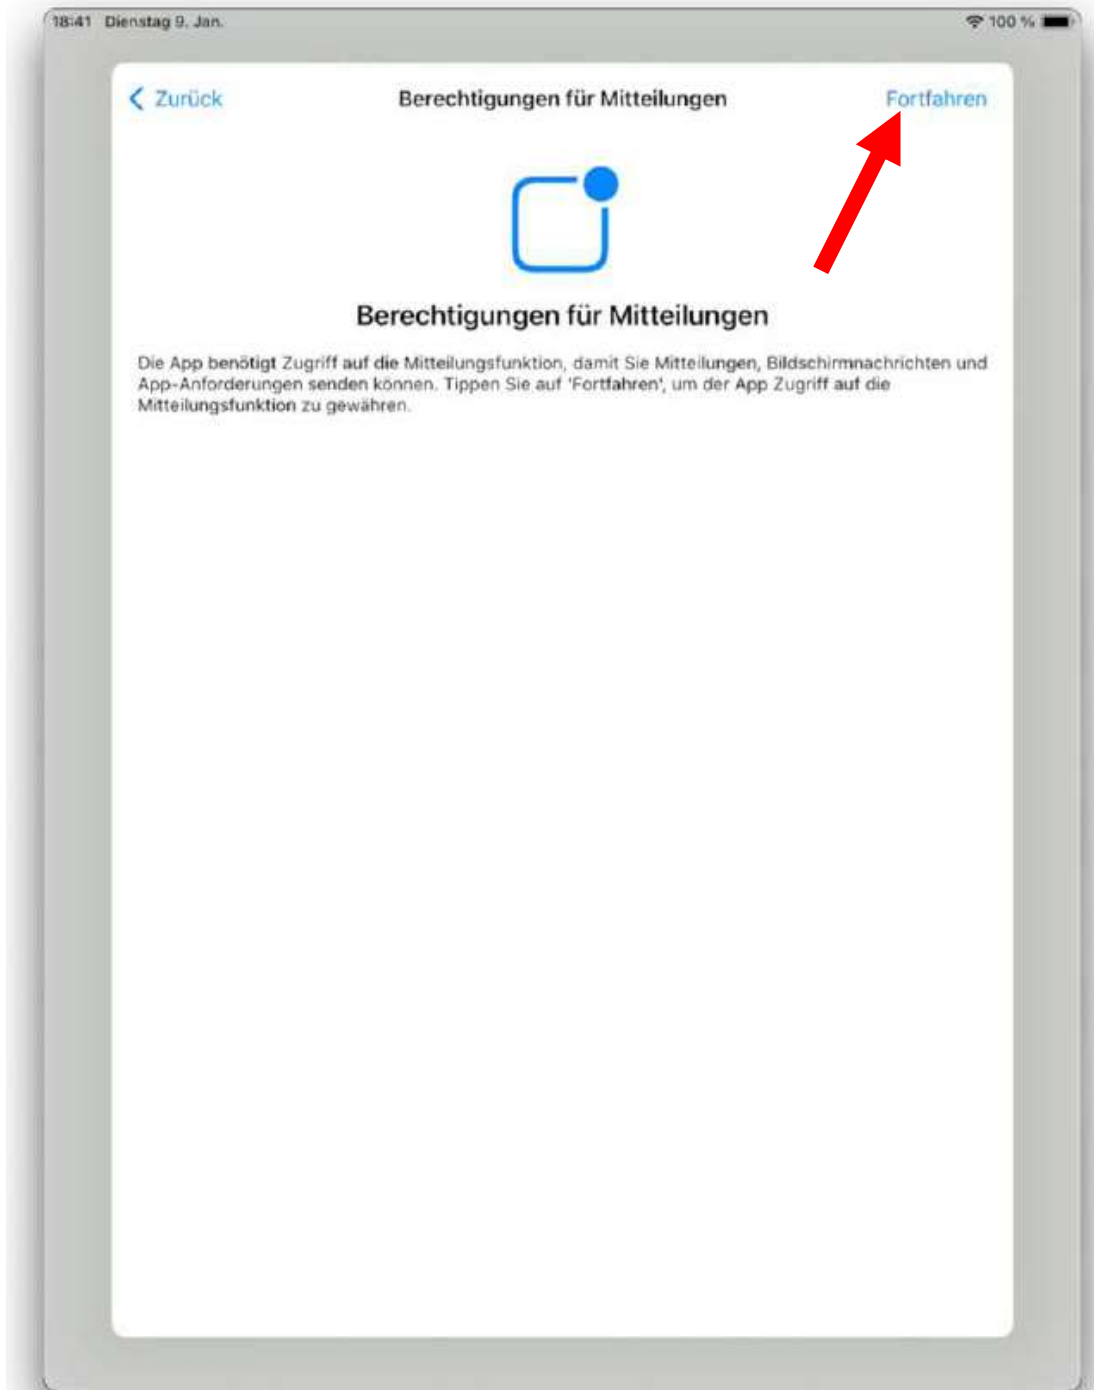 18:41 Dienstag 9. Jan. 100 %
Zurück Berechtigungen für Mitteilungen Fortfahren
Berechtigungen für Mitteilungen
Die App benötigt Zugriff auf die Mitteilungsfunktion, damit Sie Mitteilungen, Bildschirmnachrichten und
App-Anforderungen senden können. Tippen Sie auf 'Fortfahren', um der App Zugriff auf die
Mitteilungsfunktion zu gewähren.